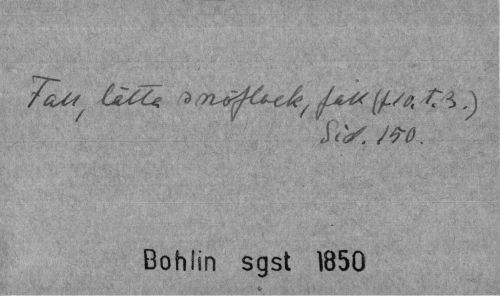 Fall, lätta snöflock, fall (f.10.t.3.)
Sid. 150.
Bohlin sgst 1850